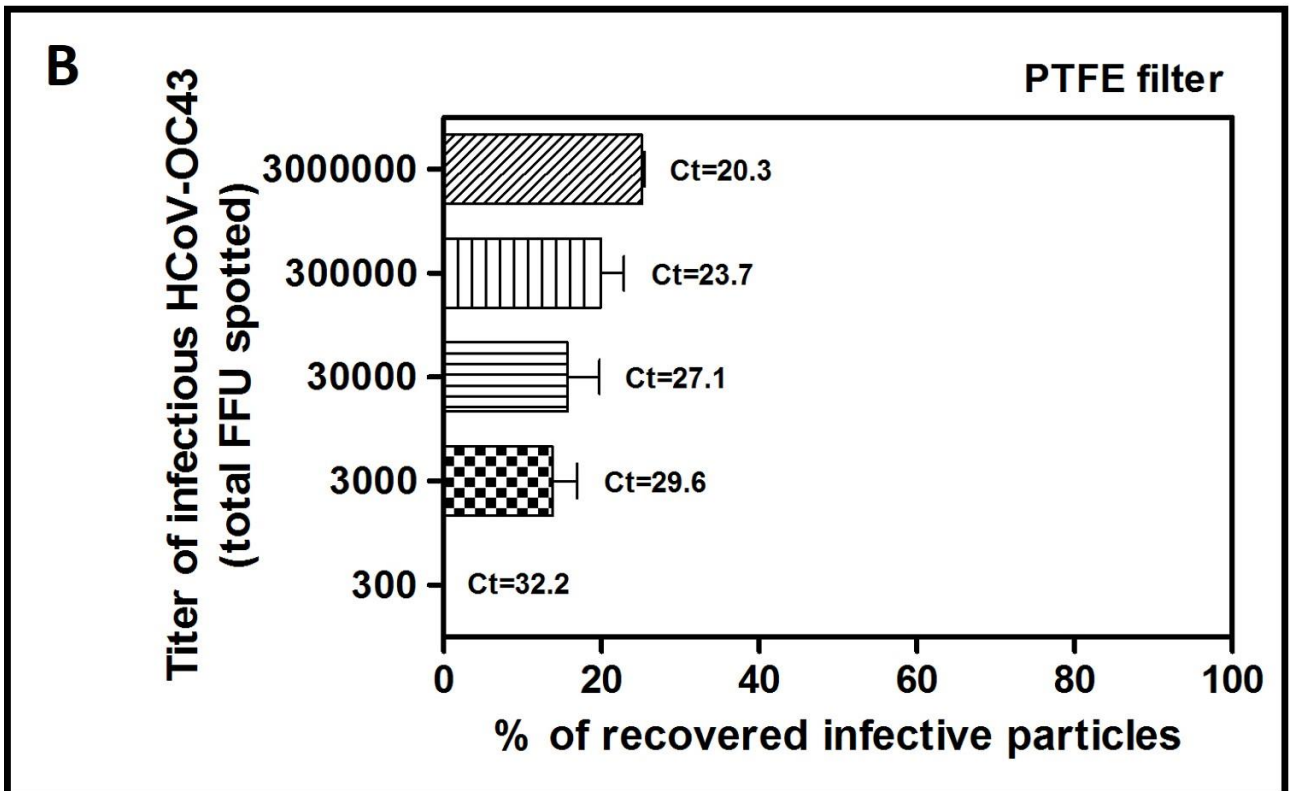 B
PTFE filter
Titer of infectious HCoV-OC43
(total FFU spotted)
3000000
Ct=20.3
300000
Ct=23.7
30000
Ct=27.1
3000
Ct=29.6
300
Ct=32.2
0 20 40 60 80 100
% of recovered infective particles